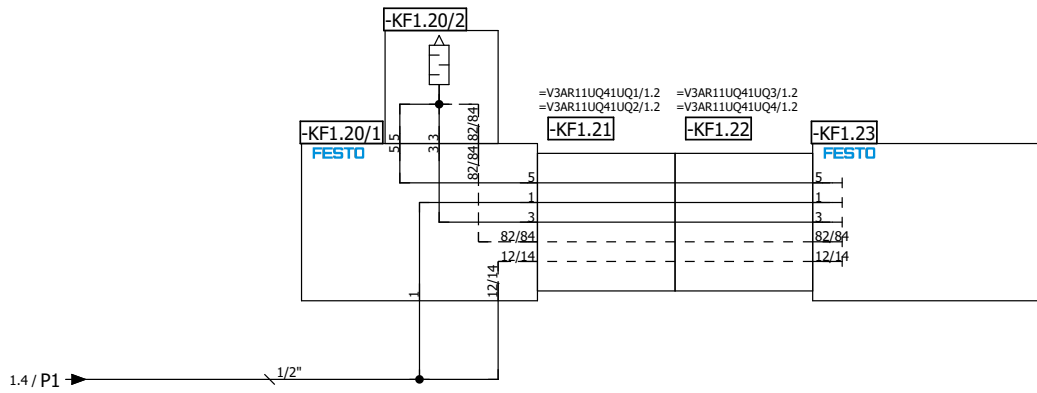 -KF1.20/2
=V3AR11UQ41UQ1/1.2 =V3AR11UQ41UQ3/1.2
=V3AR11UQ41UQ2/1.2 =V3AR11UQ41UQ4/1.2
-KF1.20/1 -KF1.21 -KF1.22 -KF1.23
5 3 82/84
5 3 82/84
FESTO FESTO
5 5
1 1
3 3
82/84 82/84
12/14 12/14
1 12/14
1.4 / P1 1/2"